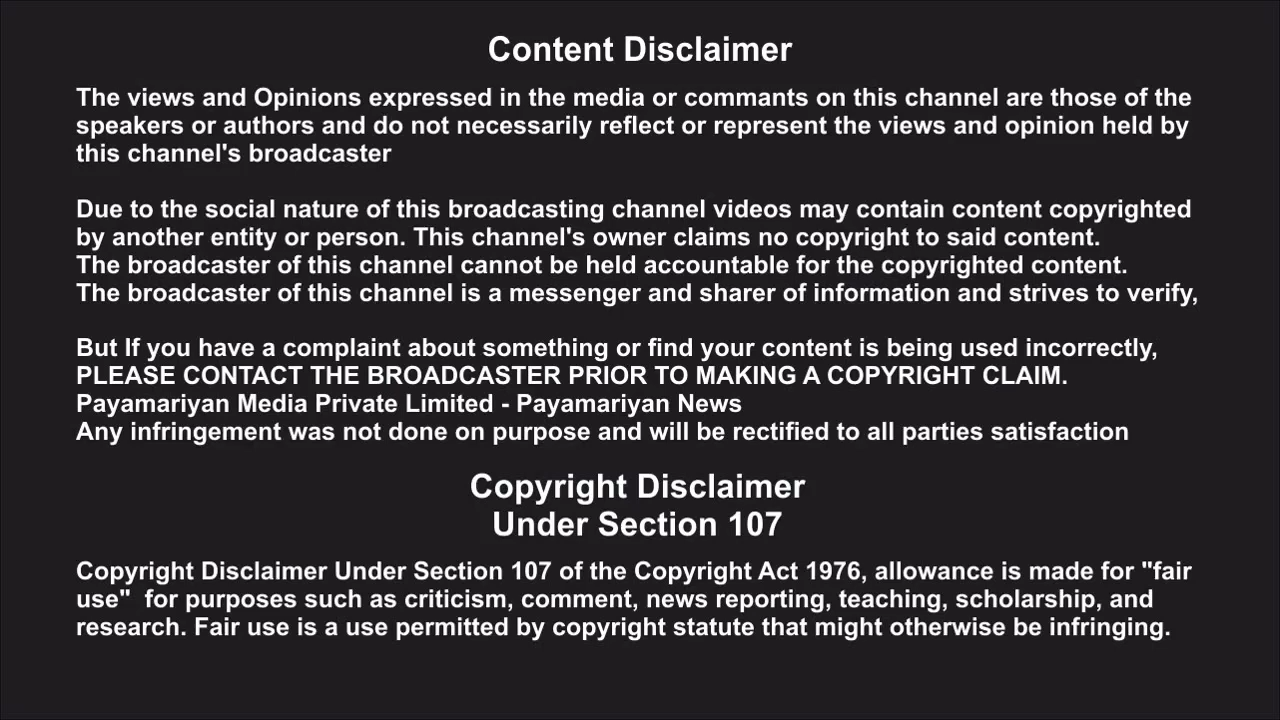 Content Disclaimer
The views and Opinions expressed in the media or commants on this channel are those of the
speakers or authors and do not necessarily reflect or represent the views and opinion held by
this channel's broadcaster
Due to the social nature of this broadcasting channel videos may contain content copyrighted
by another entity or person. This channel's owner claims no copyright to said content.
The broadcaster of this channel cannot be held accountable for the copyrighted content.
The broadcaster of this channel is a messenger and sharer of information and strives to verify,
But If you have a complaint about something or find your content is being used incorrectly,
PLEASE CONTACT THE BROADCASTER PRIOR TO MAKING A COPYRIGHT CLAIM.
Payamariyan Media Private Limited - Payamariyan News
Any infringement was not done on purpose and will be rectified to all parties satisfaction
Copyright Disclaimer
Under Section 107
Copyright Disclaimer Under Section 107 of the Copyright Act 1976, allowance is made for "fair
use"  for purposes such as criticism, comment, news reporting, teaching, scholarship, and
research. Fair use is a use permitted by copyright statute that might otherwise be infringing.